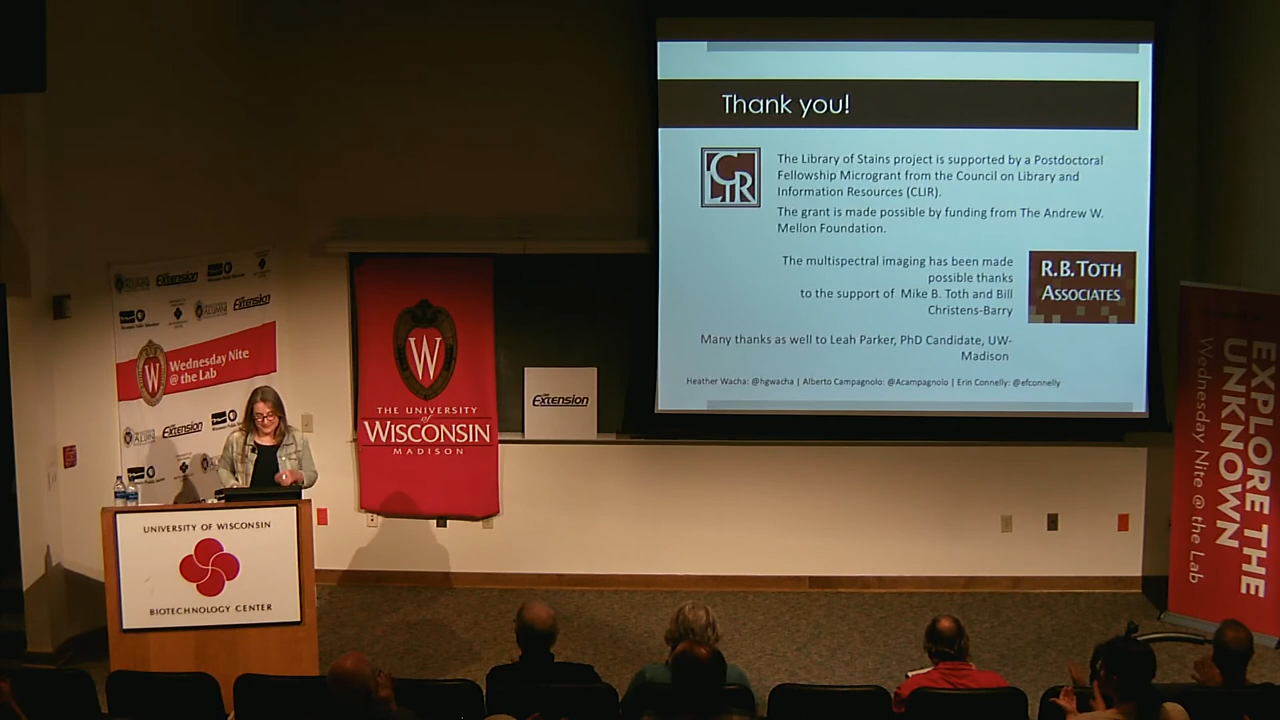 Thank you!
CLIR
The Library of Stains project is supported by a Postdoctoral
Fellowship Microgrant from the Council on Library and
Information Resources (CLIR).
The grant is made possible by funding from The Andrew W.
Mellon Foundation.
The multispectral imaging has been made
possible thanks
to the support of Mike B. Toth and Bill
Christens-Barry
R.B. TOTH
ASSOCIATES
Many thanks as well to Leah Parker, PhD Candidate, UW-
Madison
Heather Wacha: @hgwacha | Alberto Campagnolo: @Acampagnolo | Erin Connelly: @efconnelly
Extension
Extension
Wednesday Nite
@ the Lab
W
Extension
W
THE UNIVERSITY
of
WISCONSIN
MADISON
Extension
UNIVERSITY OF WISCONSIN
BIOTECHNOLOGY CENTER
EXPLORE THE
UNKNOWN
Wednesday Nite @ the Lab